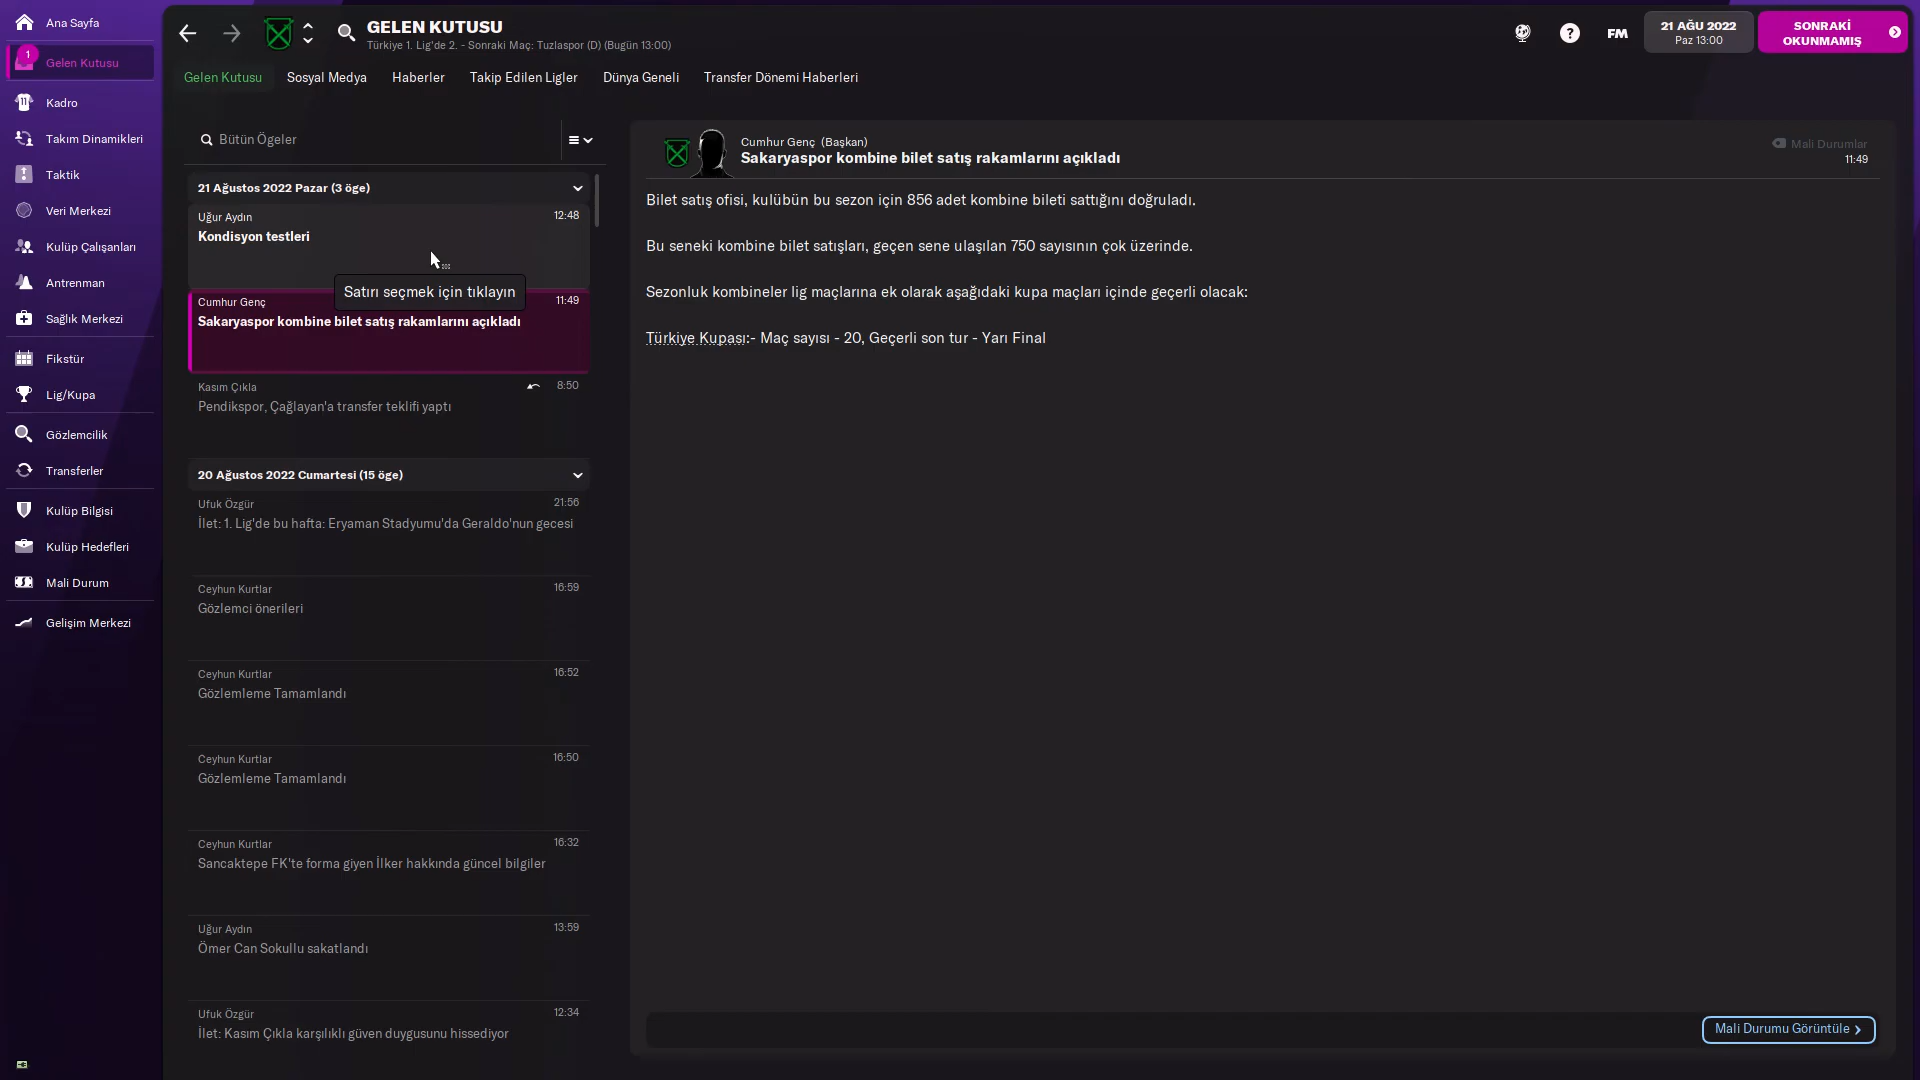 Ana Sayfa
1
Gelen Kutusu
Kadro
Takım Dinamikleri
Taktik
Veri Merkezi
Kulüp Çalışanları
Antrenman
Sağlık Merkezi
Fikstür
Lig/Kupa
Gözlemcilik
Transferler
Kulüp Bilgisi
Kulüp Hedefleri
Mali Durum
Gelişim Merkezi
GELEN KUTUSU
Türkiye 1. Lig'de 2. - Sonraki Maç: Tuzlaspor (D) (Bugün 13:00)
?
FM
21 AĞU 2022
Paz 13:00
SONRAKİ
OKUNMAMIŞ
Gelen Kutusu Sosyal Medya Haberler Takip Edilen Ligler Dünya Geneli Transfer Dönemi Haberleri
Bütün Ögeler
21 Ağustos 2022 Pazar (3 öge)
Uğur Aydın 12:48
Kondisyon testleri
Satırı seçmek için tıklayın
Cumhur Genç 11:49
Sakaryaspor kombine bilet satış rakamlarını açıkladı
Kasım Çıkla 8:50
Pendikspor, Çağlayan'a transfer teklifi yaptı
20 Ağustos 2022 Cumartesi (15 öge)
Ufuk Özgür 21:56
İlet: 1. Lig'de bu hafta: Eryaman Stadyumu'da Geraldo'nun gecesi
Ceyhun Kurtlar 16:59
Gözlemci önerileri
Ceyhun Kurtlar 16:52
Gözlemleme Tamamlandı
Ceyhun Kurtlar 16:50
Gözlemleme Tamamlandı
Ceyhun Kurtlar 16:32
Sancaktepe FK'te forma giyen İlker hakkında güncel bilgiler
Uğur Aydın 13:59
Ömer Can Sokullu sakatlandı
Ufuk Özgür 12:34
İlet: Kasım Çıkla karşılıklı güven duygusunu hissediyor
Cumhur Genç (Başkan)
Sakaryaspor kombine bilet satış rakamlarını açıkladı
Mali Durumlar
11:49
Bilet satış ofisi, kulübün bu sezon için 856 adet kombine bileti sattığını doğruladı.
Bu seneki kombine bilet satışları, geçen sene ulaşılan 750 sayısının çok üzerinde.
Sezonluk kombineler lig maçlarına ek olarak aşağıdaki kupa maçları içinde geçerli olacak:
Türkiye Kupası:- Maç sayısı - 20, Geçerli son tur - Yarı Final
Mali Durumu Görüntüle